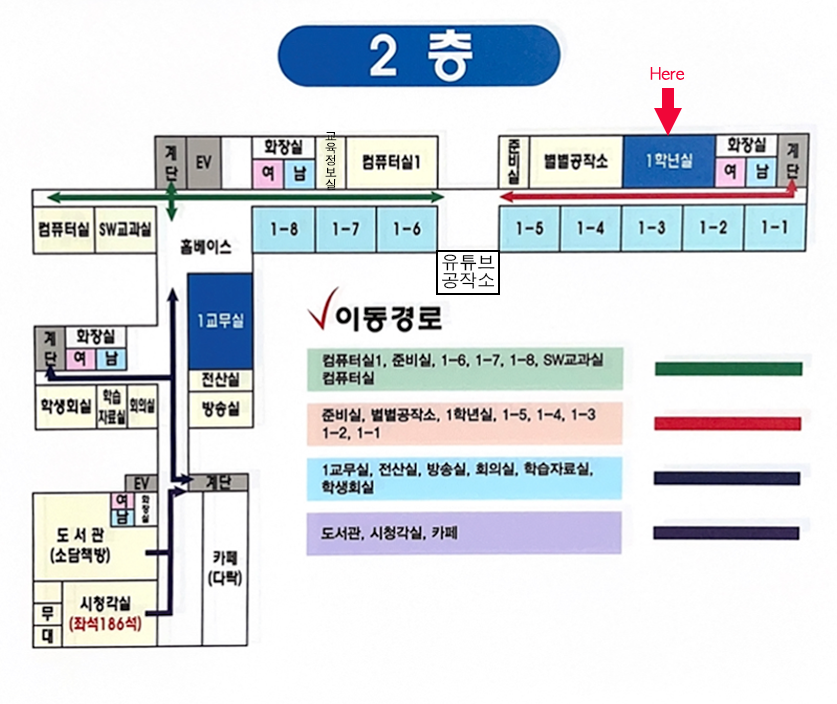 2 층
Here
계단
EV
화장실
여 남
교육정보실
컴퓨터실1
준비실
별별공작소
1학년실
화장실
여 남
계단
컴퓨터실
SW교과실
홈베이스
1-8
1-7
1-6
유튜브
공작소
1-5
1-4
1-3
1-2
1-1
1교무실
전산실
방송실
계단
화장실
여 남
학생회실
학습
자료실
회의실
이동경로
컴퓨터실1, 준비실, 1-6, 1-7, 1-8, SW교과실
컴퓨터실
준비실, 별별공작소, 1학년실, 1-5, 1-4, 1-3
1-2, 1-1
1교무실, 전산실, 방송실, 회의실, 학습자료실,
학생회실
도서관, 시청각실, 카페
EV
계단
여
남
화장실
도서관
(소담책방)
카페
(다락)
시청각실
(좌석186석)
무
대